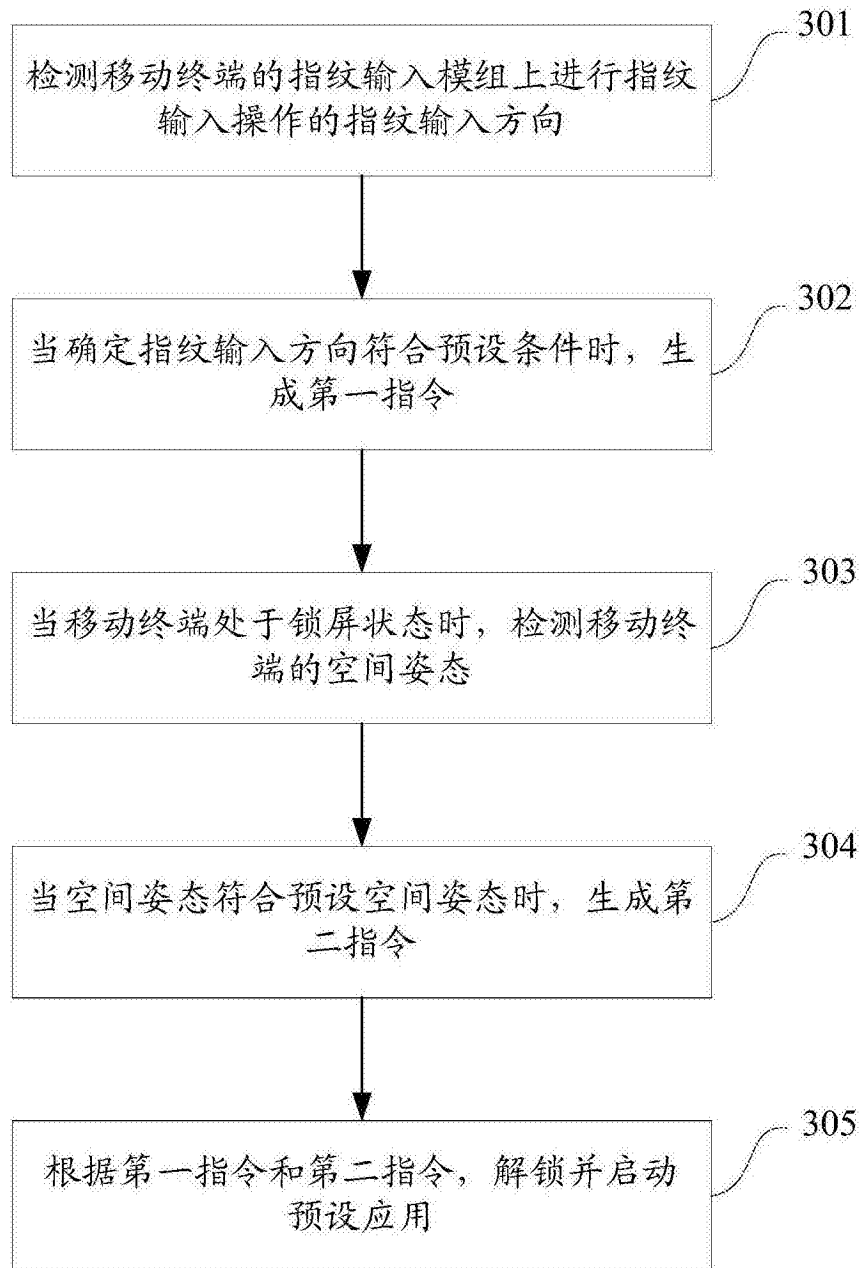 301
检测移动终端的指纹输入模组上进行指纹
输入操作的指纹输入方向
302
当确定指纹输入方向符合预设条件时，生
成第一指令
303
当移动终端处于锁屏状态时，检测移动终
端的空间姿态
304
当空间姿态符合预设空间姿态时，生成第
二指令
305
根据第一指令和第二指令，解锁并启动
预设应用